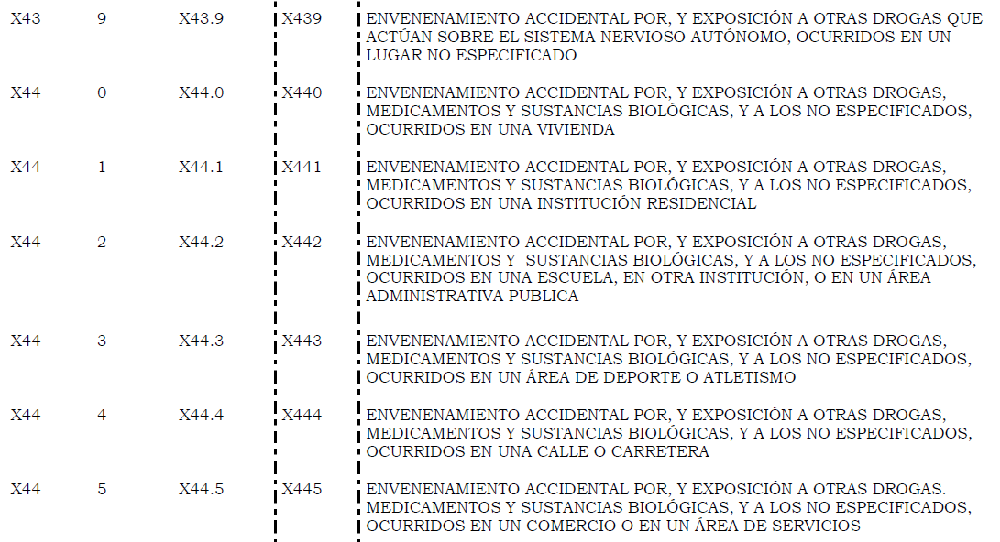 X43 9 X43.9 X439 ENVENENAMIENTO ACCIDENTAL POR, Y EXPOSICIÓN A OTRAS DROGAS QUE
ACTÚAN SOBRE EL SISTEMA NERVIOSO AUTÓNOMO, OCURRIDOS EN UN
LUGAR NO ESPECIFICADO
X44 0 X44.0 X440 ENVENENAMIENTO ACCIDENTAL POR, Y EXPOSICIÓN A OTRAS DROGAS,
MEDICAMENTOS Y SUSTANCIAS BIOLÓGICAS, Y A LOS NO ESPECIFICADOS,
OCURRIDOS EN UNA VIVIENDA
X44 1 X44.1 X441 ENVENENAMIENTO ACCIDENTAL POR, Y EXPOSICIÓN A OTRAS DROGAS,
MEDICAMENTOS Y SUSTANCIAS BIOLÓGICAS, Y A LOS NO ESPECIFICADOS,
OCURRIDOS EN UNA INSTITUCIÓN RESIDENCIAL
X44 2 X44.2 X442 ENVENENAMIENTO ACCIDENTAL POR, Y EXPOSICIÓN A OTRAS DROGAS,
MEDICAMENTOS Y  SUSTANCIAS BIOLÓGICAS, Y A LOS NO ESPECIFICADOS,
OCURRIDOS EN UNA ESCUELA, EN OTRA INSTITUCIÓN, O EN UN ÁREA
ADMINISTRATIVA PUBLICA
X44 3 X44.3 X443 ENVENENAMIENTO ACCIDENTAL POR, Y EXPOSICIÓN A OTRAS DROGAS,
MEDICAMENTOS Y SUSTANCIAS BIOLÓGICAS, Y A LOS NO ESPECIFICADOS,
OCURRIDOS EN UN ÁREA DE DEPORTE O ATLETISMO
X44 4 X44.4 X444 ENVENENAMIENTO ACCIDENTAL POR, Y EXPOSICIÓN A OTRAS DROGAS,
MEDICAMENTOS Y SUSTANCIAS BIOLÓGICAS, Y A LOS NO ESPECIFICADOS,
OCURRIDOS EN UNA CALLE O CARRETERA
X44 5 X44.5 X445 ENVENENAMIENTO ACCIDENTAL POR, Y EXPOSICIÓN A OTRAS DROGAS.
MEDICAMENTOS Y SUSTANCIAS BIOLÓGICAS, Y A LOS NO ESPECIFICADOS,
OCURRIDOS EN UN COMERCIO O EN UN ÁREA DE SERVICIOS